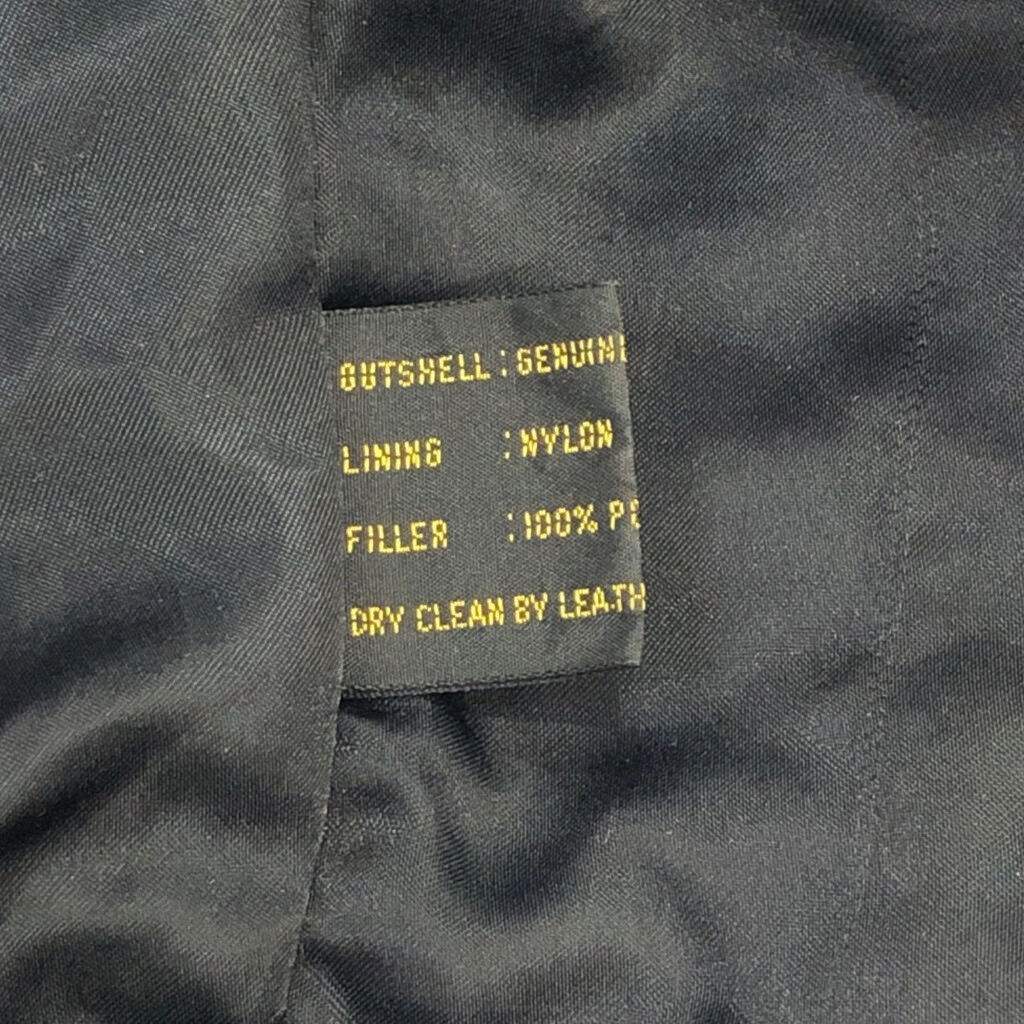 OUTSHELL : GENUINE
LINING : NYLON
FILLER : 100% PO
DRY CLEAN BY LEATH